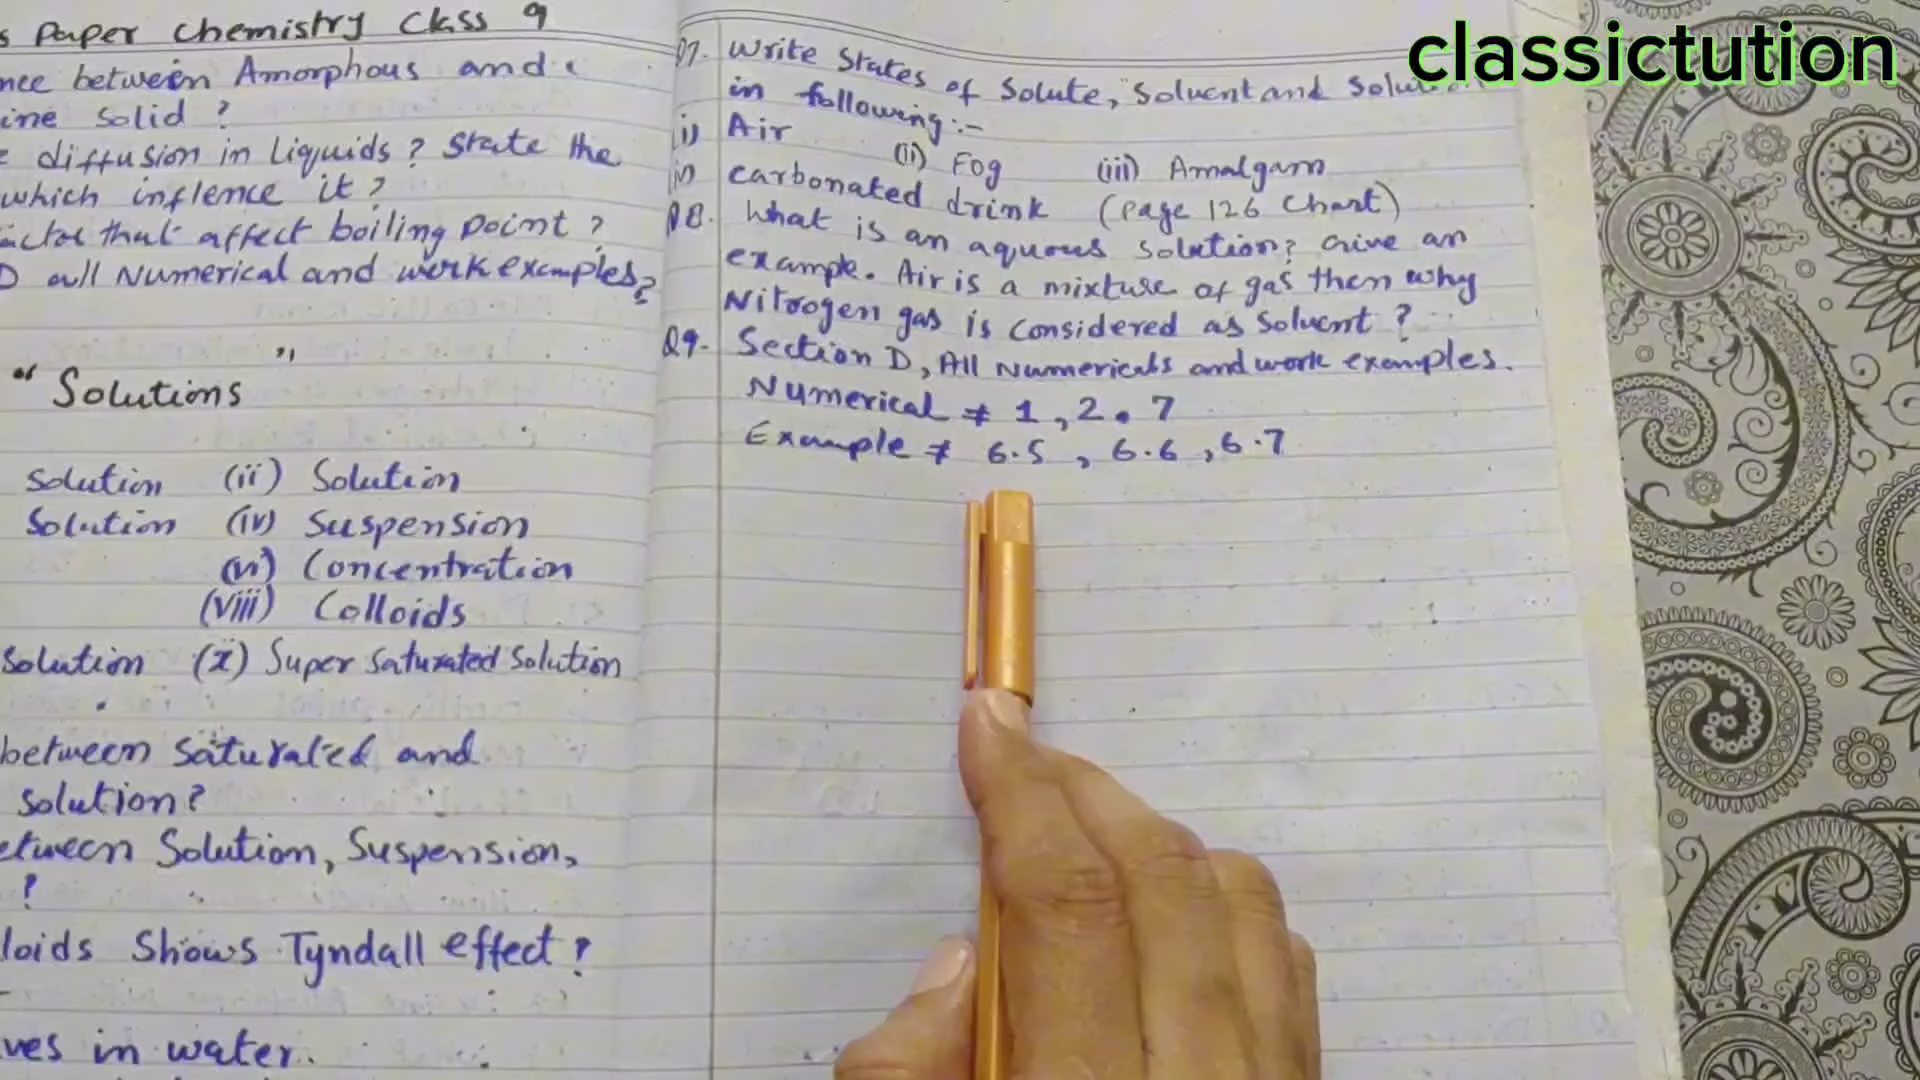 s Paper chemistry Class 9
nce between Amorphous and
ine solid ?
diffusion in Liquids ? State the
which inflence it ?
actor that affect boiling point ?
D all Numerical and work examples ?
of Solutions "
solution (ii) Solution
Solution (iv) Suspension
(vi) Concentration
(viii) Colloids
solution (x) Super saturated solution
between saturated and
solution ?
etween Solution, Suspension,
?
loids Shows Tyndall effect ?
ves in water.
classictution
Q7. Write States of Solute, Solvent and Solution
in following :-
(i) Air (ii) Fog (iii) Amalgam
carbonated drink (page 126 Chart)
Q8. What is an aquous solution? Give an
example. Air is a mixture of gas then why
Nitrogen gas is considered as solvent ?
Q9. Section D, All Numericals and work examples.
Numerical # 1, 2, 7
Example # 6.5, 6.6, 6.7